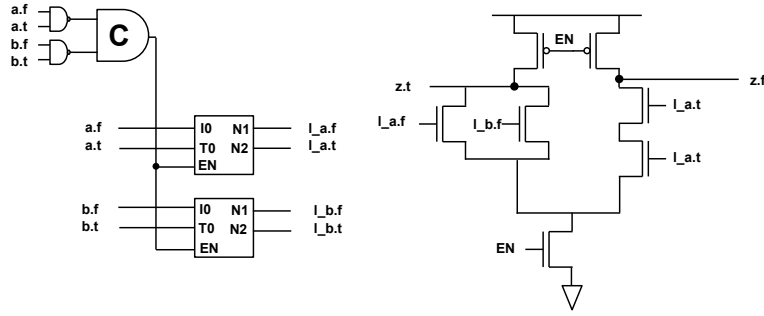 a.f
a.t
b.f
b.t
C
a.f
a.t
I0
T0
EN
N1
N2
l_a.f
l_a.t
b.f
b.t
I0
T0
EN
N1
N2
l_b.f
l_b.t
EN
z.t
z.f
l_a.f
l_b.f
l_a.t
l_a.t
EN